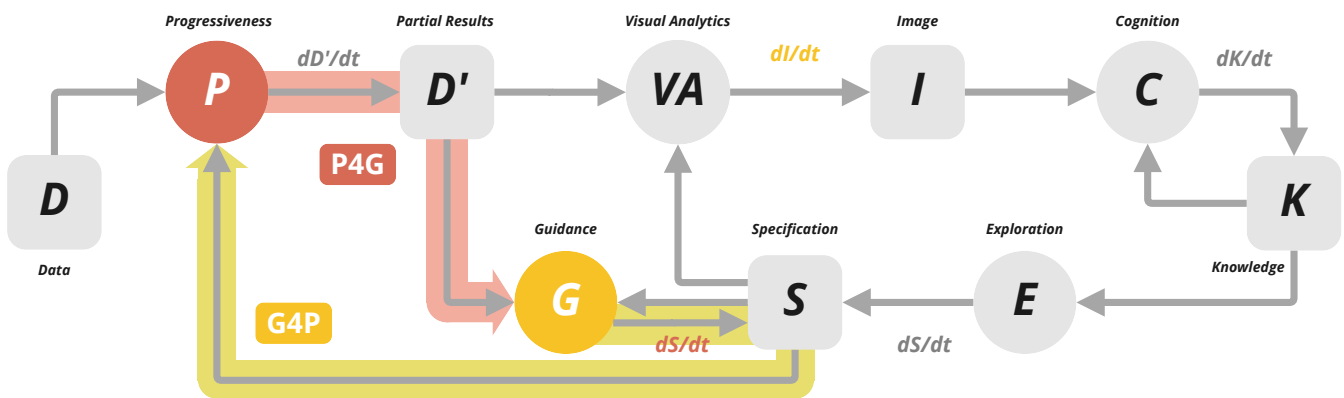 Progressiveness
Partial Results
Visual Analytics
Image
Cognition
dD'/dt
dI/dt
dK/dt
P
D'
VA
I
C
P4G
D
K
Guidance
Specification
Exploration
Data
Knowledge
G
S
E
G4P
dS/dt
dS/dt